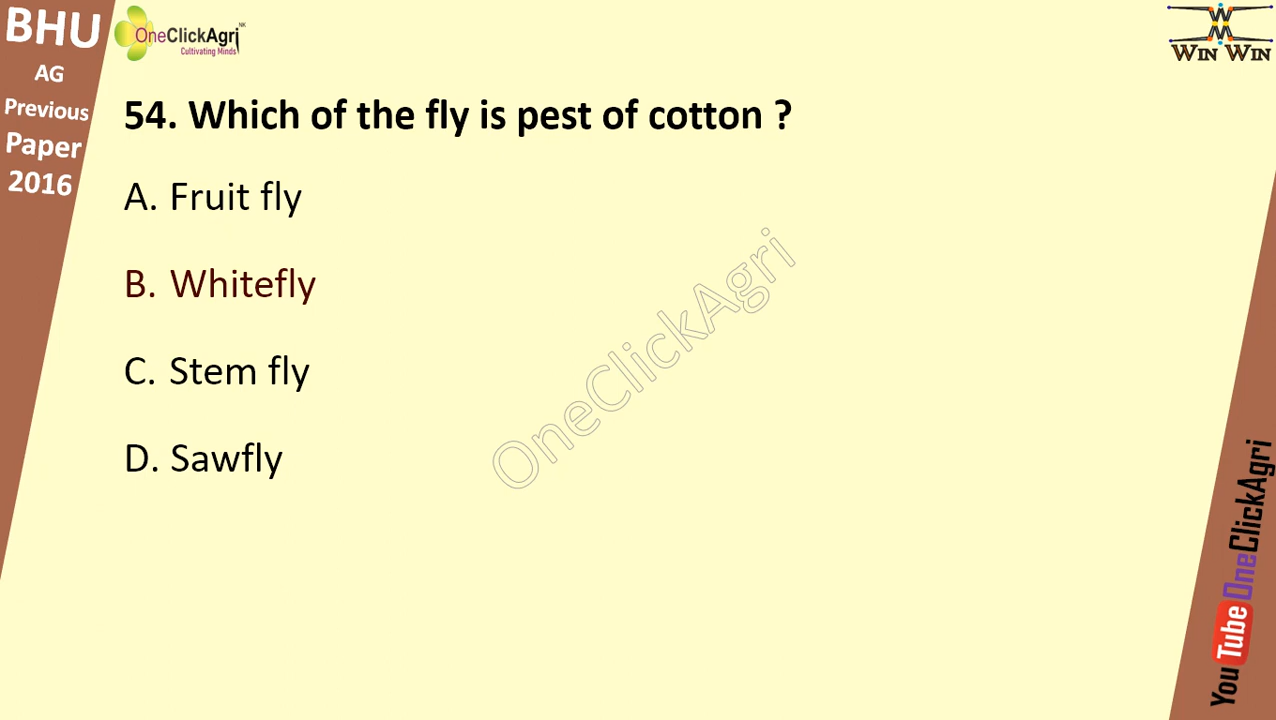 BHU
AG
Previous
Paper
2016
OneClickAgri NK
Cultivating Minds
WIN WIN
54. Which of the fly is pest of cotton ?
A. Fruit fly
B. Whitefly
C. Stem fly
D. Sawfly
OneClickAgri
YouTube OneClickAgri